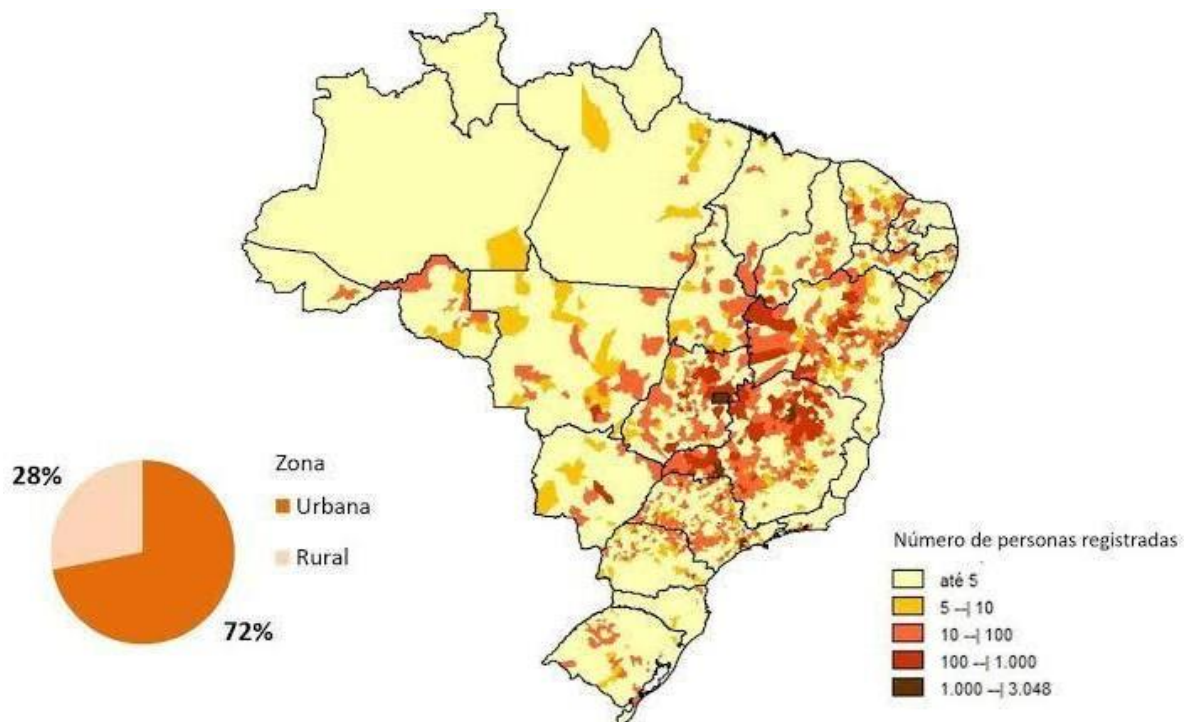 28%
Zona
Urbana
Rural
72%
Número de personas registradas
até 5
5 --| 10
10 --| 100
100 --| 1.000
1.000 --| 3.048